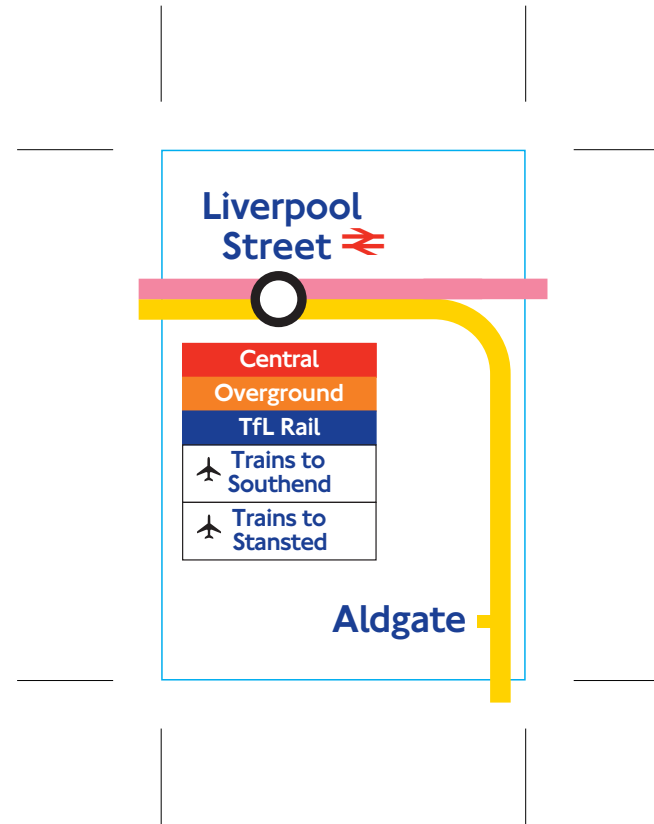 Liverpool
Street
Central
Overground
TfL Rail
Trains to
Southend
Trains to
Stansted
Aldgate